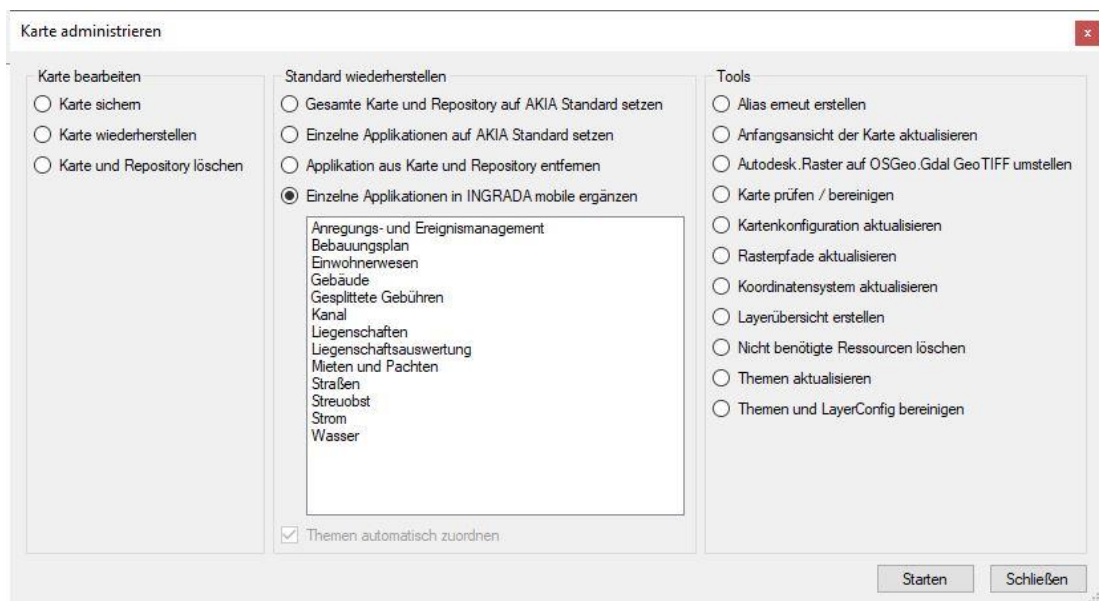 Karte administrieren
x
Karte bearbeiten
Karte sichern
Karte wiederherstellen
Karte und Repository löschen
Standard wiederherstellen
Gesamte Karte und Repository auf AKIA Standard setzen
Einzelne Applikationen auf AKIA Standard setzen
Applikation aus Karte und Repository entfernen
Einzelne Applikationen in INGRADA mobile ergänzen
Anregungs- und Ereignismanagement
Bebauungsplan
Einwohnerwesen
Gebäude
Gesplittete Gebühren
Kanal
Liegenschaften
Liegenschaftsauswertung
Mieten und Pachten
Straßen
Streuobst
Strom
Wasser
Themen automatisch zuordnen
Tools
Alias erneut erstellen
Anfangsansicht der Karte aktualisieren
Autodesk.Raster auf OSGeo.Gdal GeoTIFF umstellen
Karte prüfen / bereinigen
Kartenkonfiguration aktualisieren
Rasterpfade aktualisieren
Koordinatensystem aktualisieren
Layerübersicht erstellen
Nicht benötigte Ressourcen löschen
Themen aktualisieren
Themen und LayerConfig bereinigen
Starten
Schließen